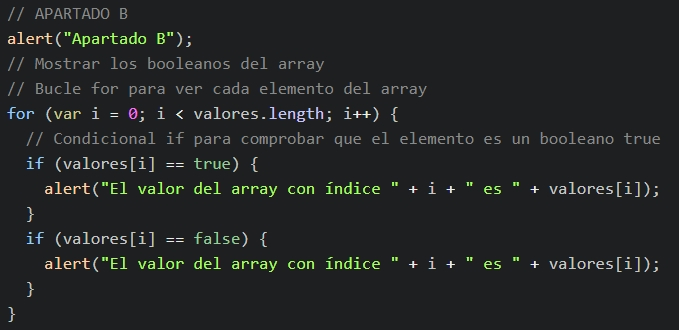 // APARTADO B
alert("Apartado B");
// Mostrar los booleanos del array
// Bucle for para ver cada elemento del array
for (var i = 0; i < valores.length; i++) {
  // Condicional if para comprobar que el elemento es un booleano true
  if (valores[i] == true) {
    alert("El valor del array con índice " + i + " es " + valores[i]);
  }
  if (valores[i] == false) {
    alert("El valor del array con índice " + i + " es " + valores[i]);
  }
}